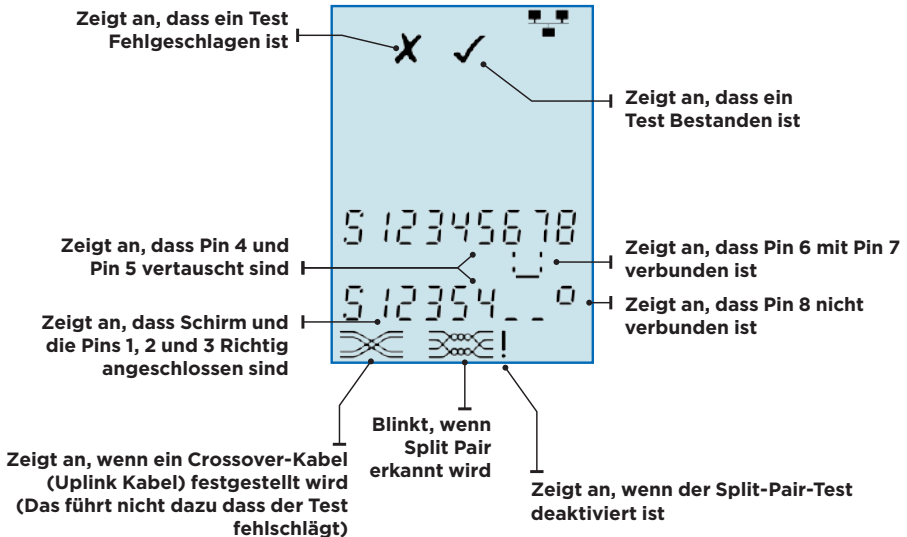 Zeigt an, dass ein Test
Fehlgeschlagen ist
Zeigt an, dass ein
Test Bestanden ist
S 12345678
Zeigt an, dass Pin 4 und
Pin 5 vertauscht sind
Zeigt an, dass Pin 6 mit Pin 7
verbunden ist
S 12354_ _ o
Zeigt an, dass Pin 8 nicht
verbunden ist
Zeigt an, dass Schirm und
die Pins 1, 2 und 3 Richtig
angeschlossen sind
!
Blinkt, wenn
Split Pair
erkannt wird
Zeigt an, wenn ein Crossover-Kabel
(Uplink Kabel) festgestellt wird
(Das führt nicht dazu dass der Test
fehlschlägt)
Zeigt an, wenn der Split-Pair-Test
deaktiviert ist